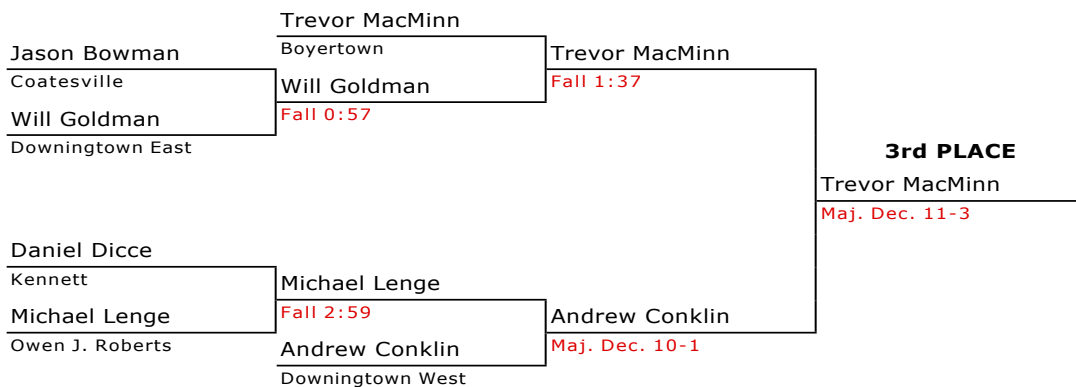 Trevor MacMinn
Jason Bowman
Boyertown
Trevor MacMinn
Coatesville
Will Goldman
Fall 1:37
Will Goldman
Fall 0:57
Downingtown East
3rd PLACE
Trevor MacMinn
Maj. Dec. 11-3
Daniel Dicce
Kennett
Michael Lenge
Michael Lenge
Fall 2:59
Andrew Conklin
Owen J. Roberts
Andrew Conklin
Maj. Dec. 10-1
Downingtown West